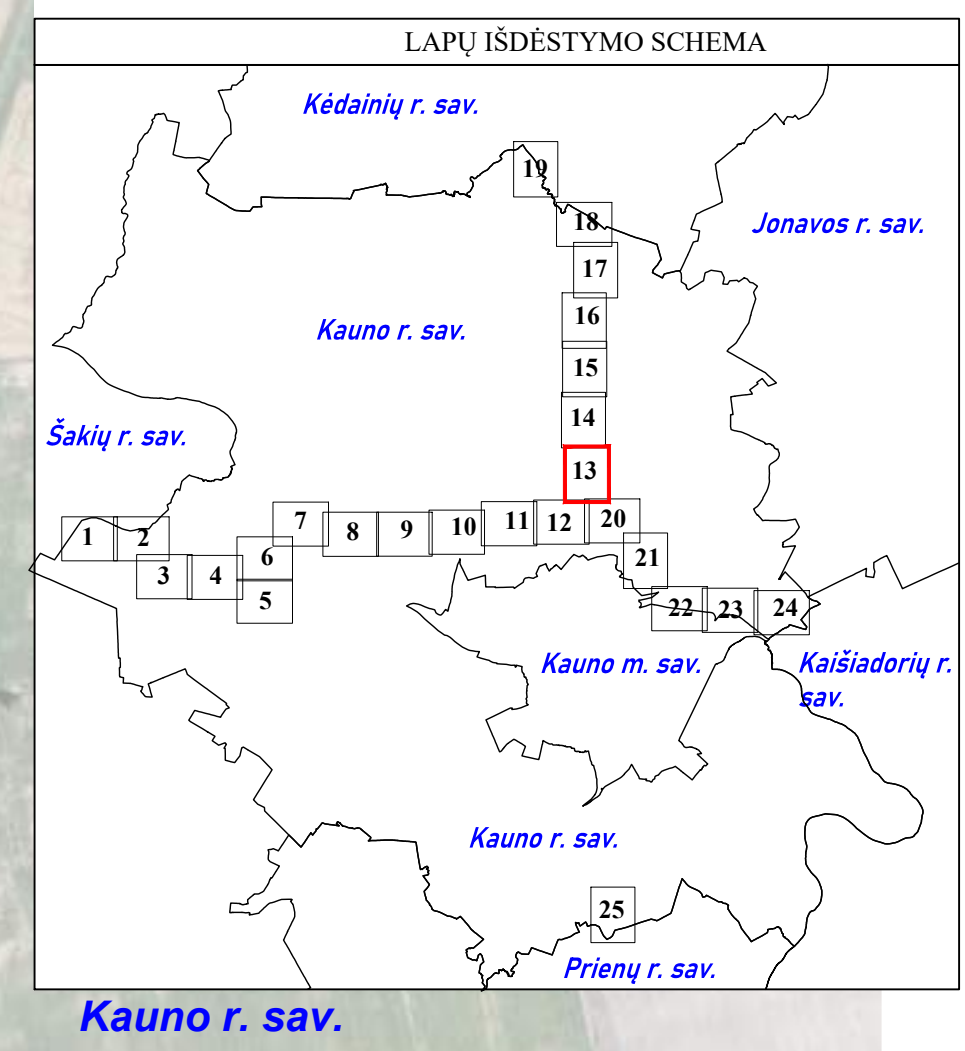 LAPŲ IŠDĖSTYMO SCHEMA
Kėdainių r. sav.
19
18
Jonavos r. sav.
17
16
Kauno r. sav.
15
14
Šakių r. sav.
13
7
11
12
20
1
2
8
9
10
6
21
3
4
5
22
23
24
Kauno m. sav.
Kaišiadorių r.
sav.
Kauno r. sav.
25
Prienų r. sav.
Kauno r. sav.